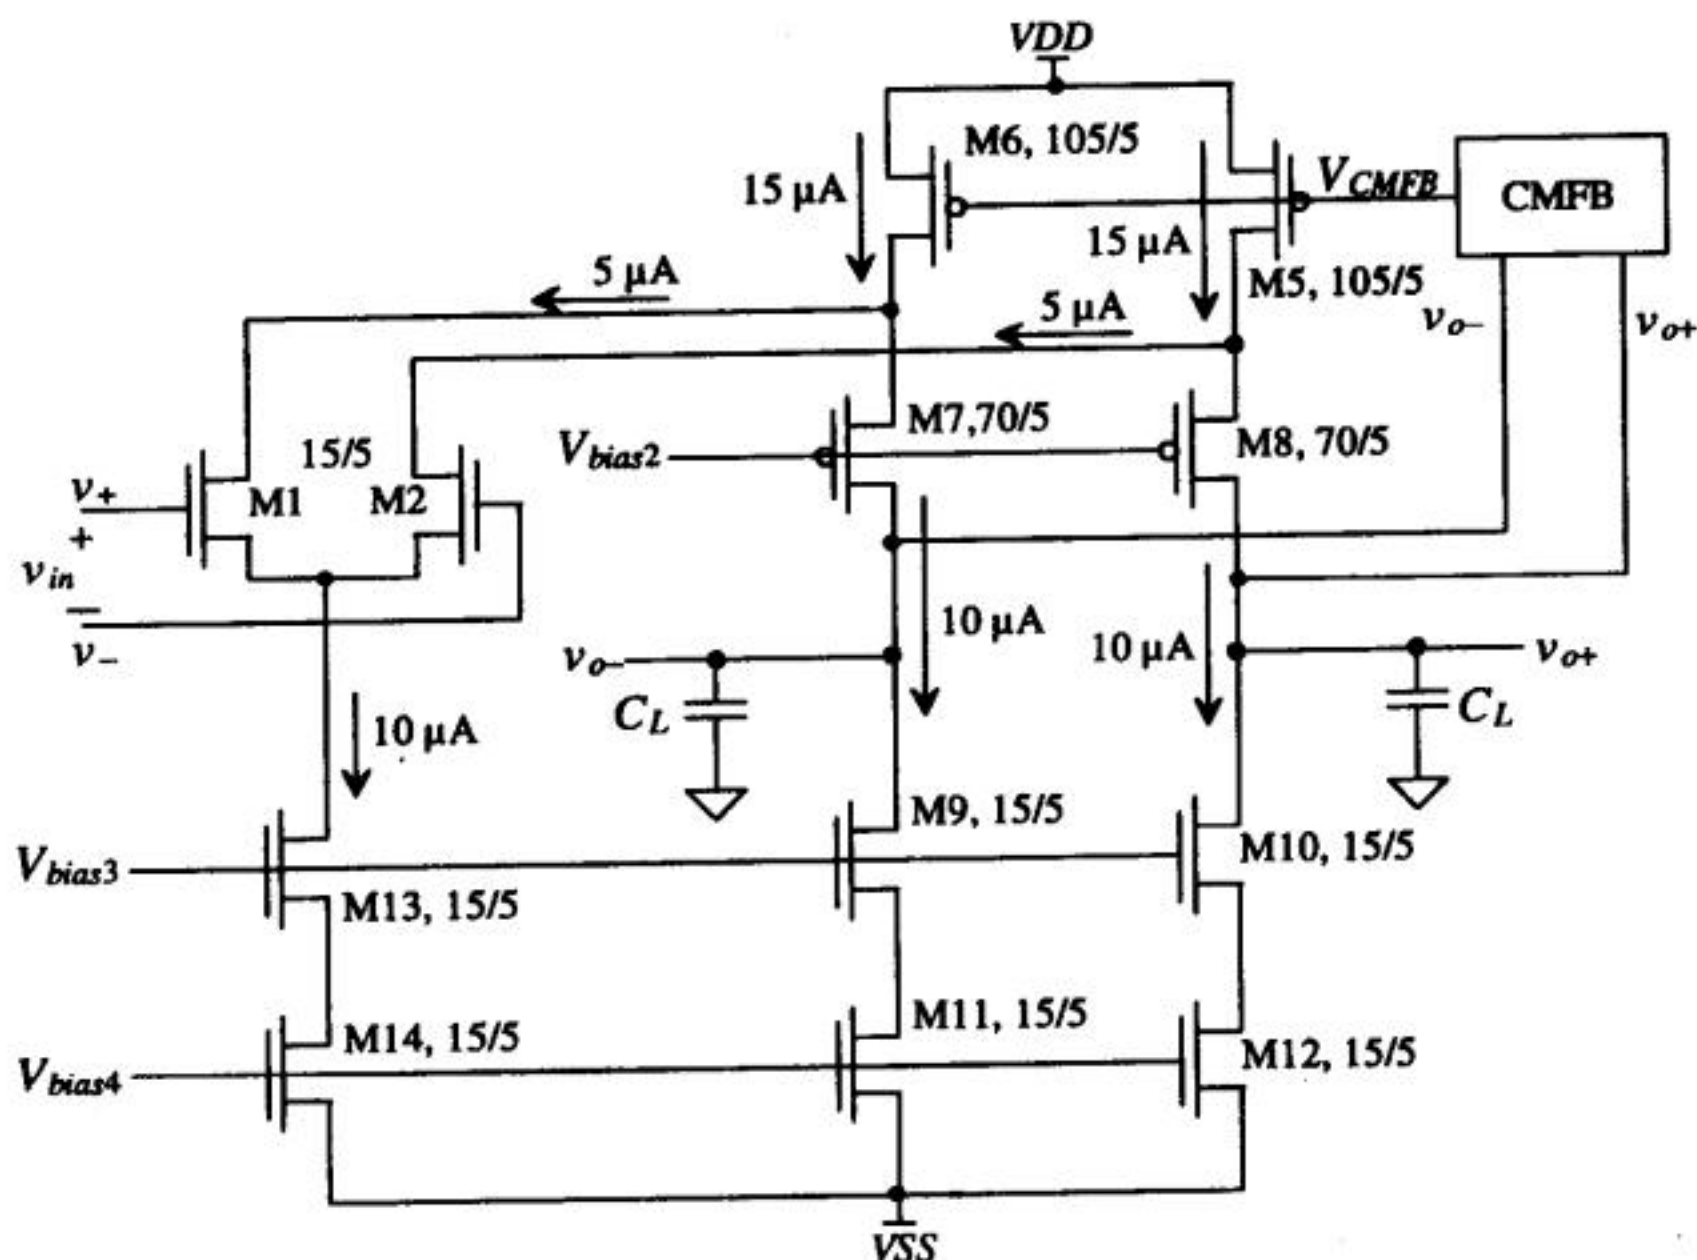 VDD
M6, 105/5
15 µA
V_CMFB
CMFB
15 µA
M5, 105/5
5 µA
5 µA
v_o–
v_o+
M7,70/5
V_bias2
M8, 70/5
15/5
v_+
M1
M2
+
v_in
–
v_–
10 µA
10 µA
v_o–
v_o+
C_L
C_L
10 µA
M9, 15/5
M10, 15/5
V_bias3
M13, 15/5
M11, 15/5
M14, 15/5
M12, 15/5
V_bias4
VSS